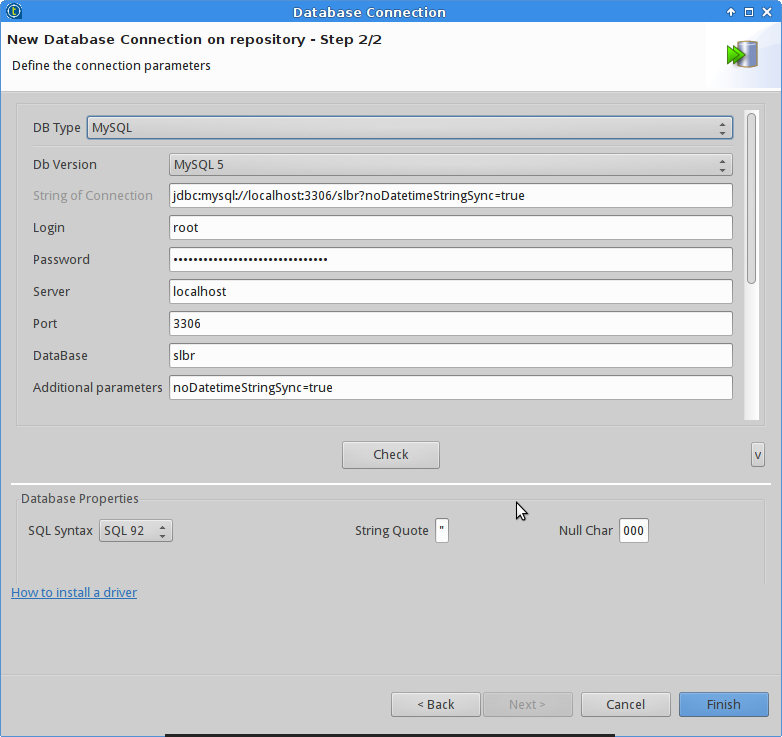 Database Connection
New Database Connection on repository - Step 2/2
Define the connection parameters
DB Type MySQL
Db Version MySQL 5
String of Connection jdbc:mysql://localhost:3306/slbr?noDatetimeStringSync=true
Login root
Password •••••••••••••••••••••••••••••••
Server localhost
Port 3306
DataBase slbr
Additional parameters noDatetimeStringSync=true
Check v
Database Properties
SQL Syntax SQL 92 String Quote " Null Char 000
How to install a driver
< Back Next > Cancel Finish